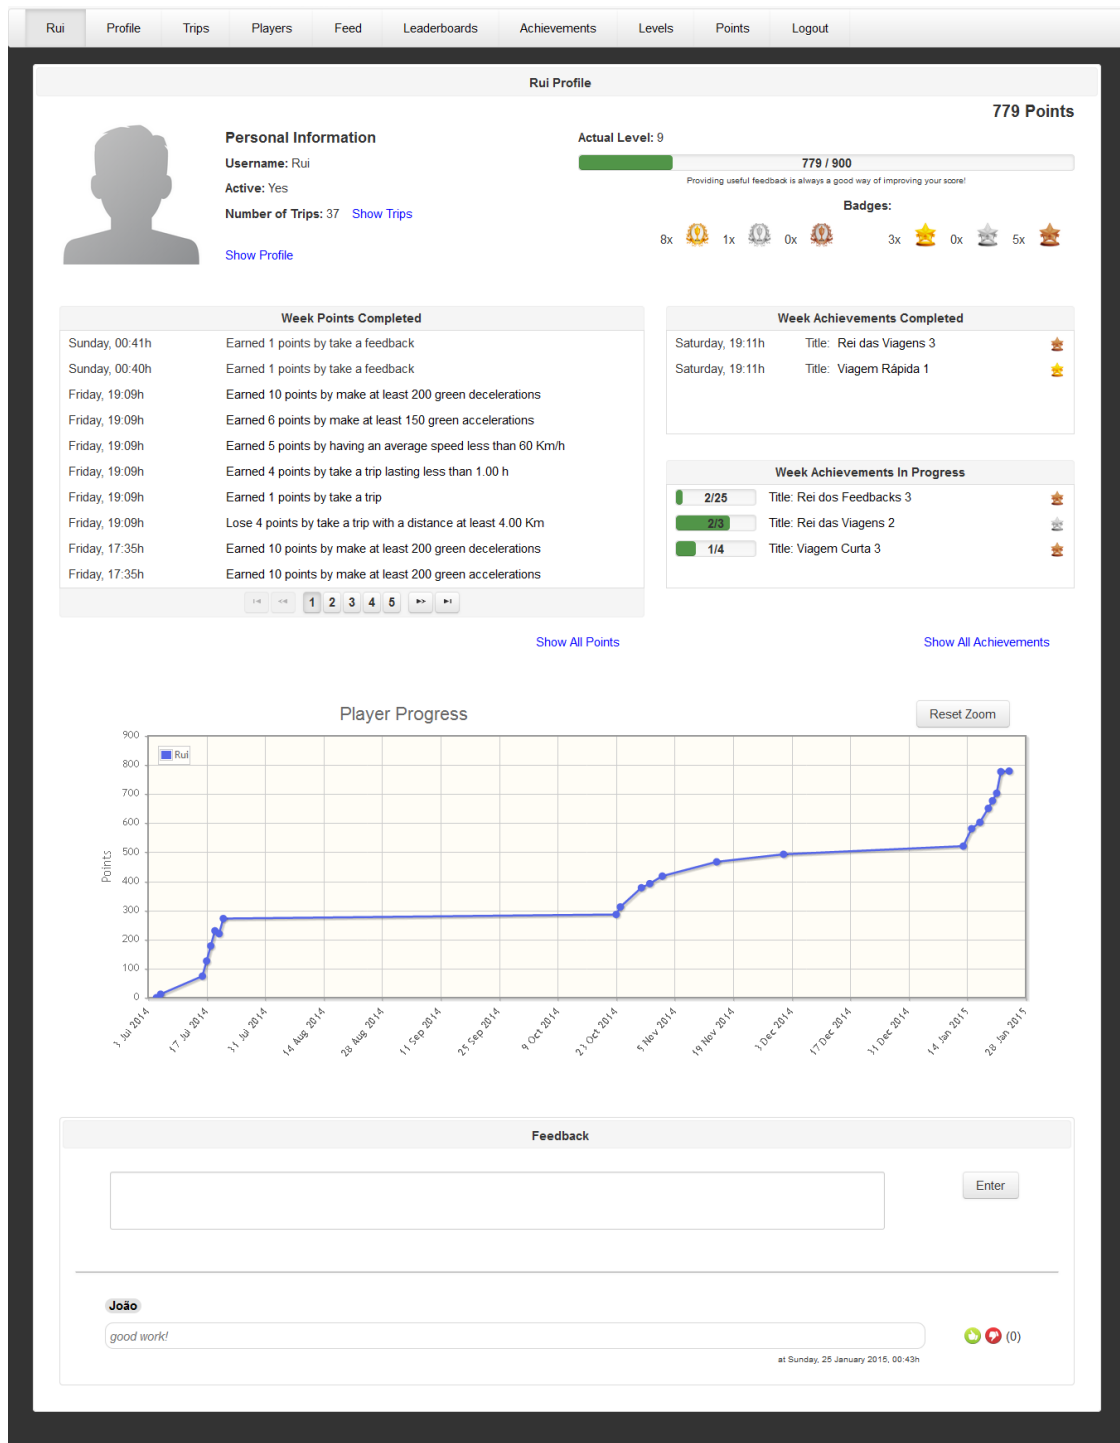 Rui Profile Trips Players Feed Leaderboards Achievements Levels Points Logout
Rui Profile
779 Points
Personal Information
Username: Rui
Active: Yes
Number of Trips: 37 Show Trips
Show Profile
Actual Level: 9
779 / 900
Providing useful feedback is always a good way of improving your score!
Badges:
8x 1x 0x 3x 0x 5x
Week Points Completed
Sunday, 00:41h Earned 1 points by take a feedback
Sunday, 00:40h Earned 1 points by take a feedback
Friday, 19:09h Earned 10 points by make at least 200 green decelerations
Friday, 19:09h Earned 6 points by make at least 150 green accelerations
Friday, 19:09h Earned 5 points by having an average speed less than 60 Km/h
Friday, 19:09h Earned 4 points by take a trip lasting less than 1.00 h
Friday, 19:09h Earned 1 points by take a trip
Friday, 19:09h Lose 4 points by take a trip with a distance at least 4.00 Km
Friday, 17:35h Earned 10 points by make at least 200 green decelerations
Friday, 17:35h Earned 10 points by make at least 200 green accelerations
1 2 3 4 5
Show All Points
Week Achievements Completed
Saturday, 19:11h Title: Rei das Viagens 3
Saturday, 19:11h Title: Viagem Rápida 1
Week Achievements In Progress
2/25 Title: Rei dos Feedbacks 3
2/3 Title: Rei das Viagens 2
1/4 Title: Viagem Curta 3
Show All Achievements
Player Progress
Reset Zoom
Rui
Points
900
800
700
600
500
400
300
200
100
0
3 Jul 2014 17 Jul 2014 31 Jul 2014 14 Aug 2014 28 Aug 2014 11 Sep 2014 25 Sep 2014 9 Oct 2014 23 Oct 2014 5 Nov 2014 19 Nov 2014 3 Dec 2014 17 Dec 2014 31 Dec 2014 14 Jan 2015 28 Jan 2015
Feedback
Enter
João
good work!
(0)
at Sunday, 25 January 2015, 00:43h